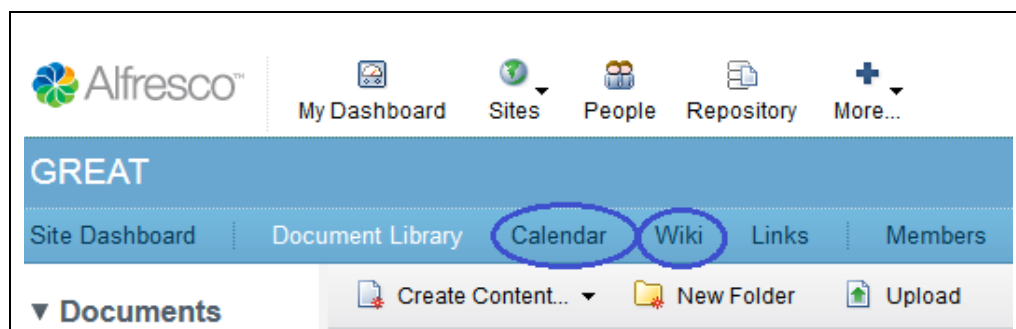 Alfresco™
My Dashboard Sites People Repository More...
GREAT
Site Dashboard Document Library Calendar Wiki Links Members
Documents Create Content... New Folder Upload